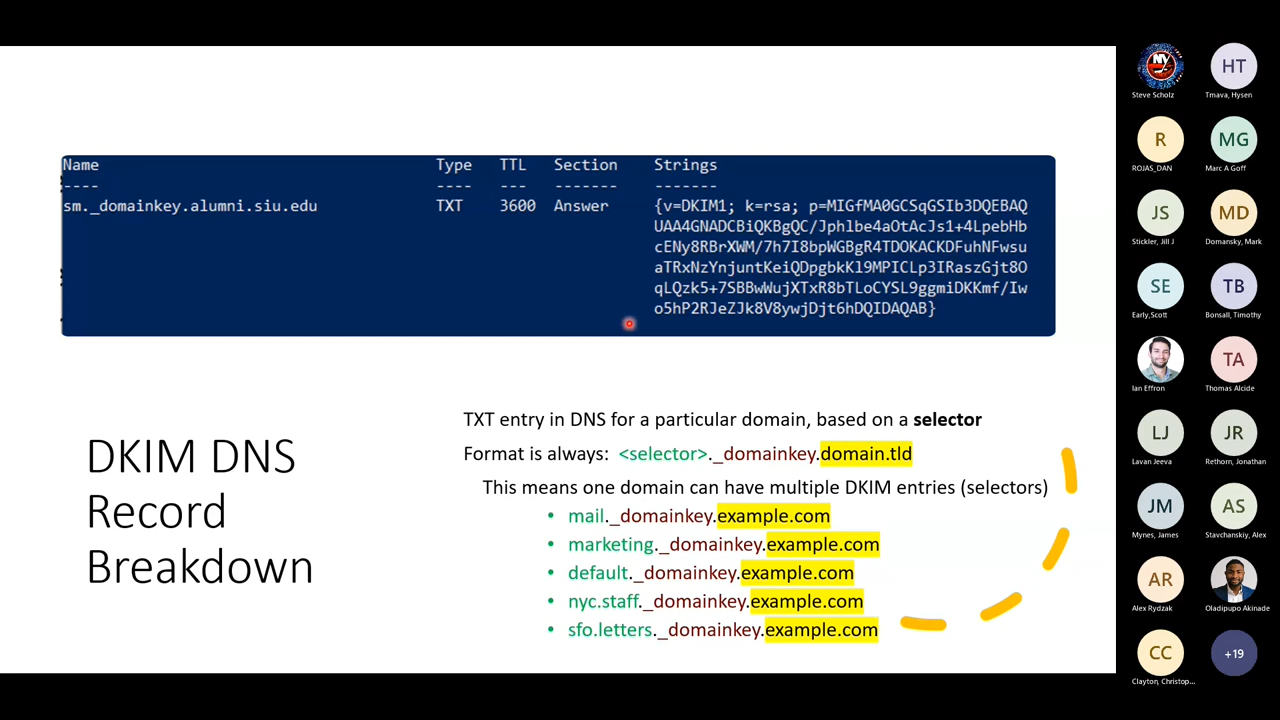 Name Type TTL Section Strings
---- ---- --- ------- -------
sm._domainkey.alumni.siu.edu TXT 3600 Answer {v=DKIM1; k=rsa; p=MIGfMA0GCSqGSIb3DQEBAQ
UAA4GNADCBiQKBgQC/Jphlbe4aOtAcJs1+4LpebHb
cENy8RBrXWM/7h7I8bpWGBgR4TDOKACKDFuhNFwsu
aTRxNzYnjuntKeiQDpgbkKl9MPICLp3IRaszGjt8O
qLQzk5+7SBBwWujXTxR8bTLoCYSL9ggmiDKKmf/Iw
o5hP2RJeZJk8V8ywjDjt6hDQIDAQAB}
DKIM DNS
Record
Breakdown
TXT entry in DNS for a particular domain, based on a selector
Format is always: <selector>._domainkey.domain.tld
This means one domain can have multiple DKIM entries (selectors)
• mail._domainkey.example.com
• marketing._domainkey.example.com
• default._domainkey.example.com
• nyc.staff._domainkey.example.com
• sfo.letters._domainkey.example.com
NY
HT
Steve Scholz
Tmava, Hysen
R
MG
ROJAS_DAN
Marc A Goff
JS
MD
Stickler, Jill J
Domansky, Mark
SE
TB
Early,Scott
Bonsall, Timothy
TA
Ian Effron
Thomas Alcide
LJ
JR
Lavan Jeeva
Rethorn, Jonathan
JM
AS
Mynes, James
Stavchanskiy, Alex
AR
Alex Rydzak
Oladipupo Akinade
CC
+19
Clayton, Christop...